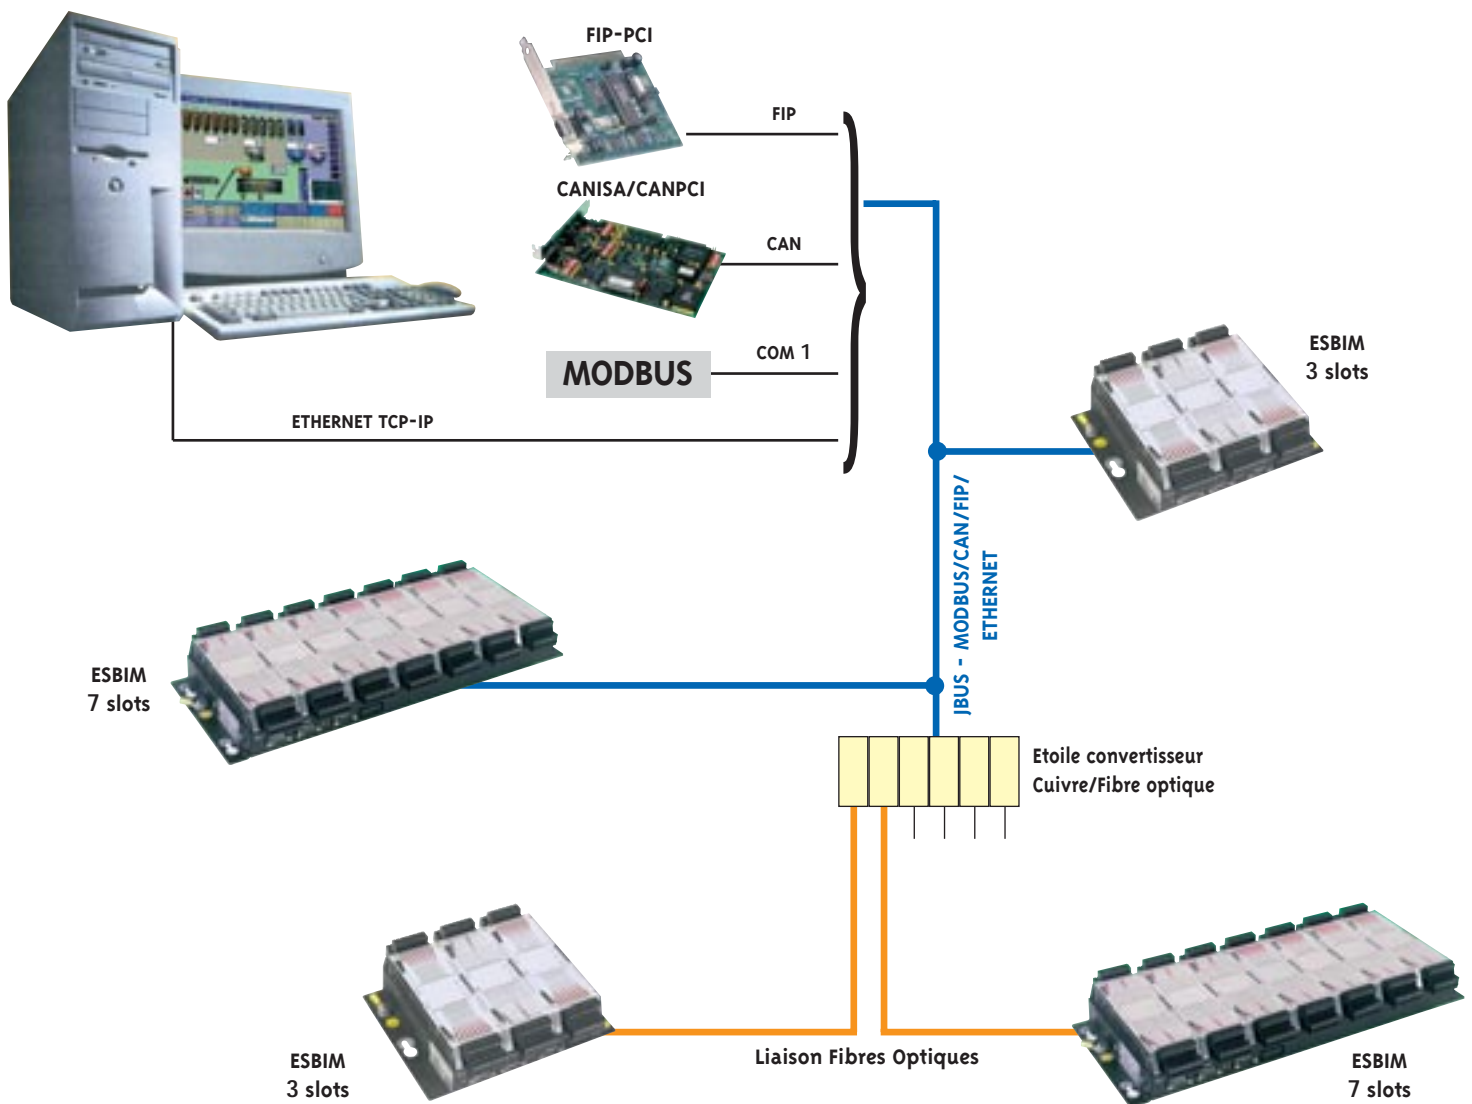 FIP-PCI
FIP
CANISA/CANPCI
CAN
MODBUS
COM 1
ETHERNET TCP-IP
ESBIM
3 slots
JBUS - MODBUS/CAN/FIP/
ETHERNET
ESBIM
7 slots
Etoile convertisseur
Cuivre/Fibre optique
Liaison Fibres Optiques
ESBIM
3 slots
ESBIM
7 slots